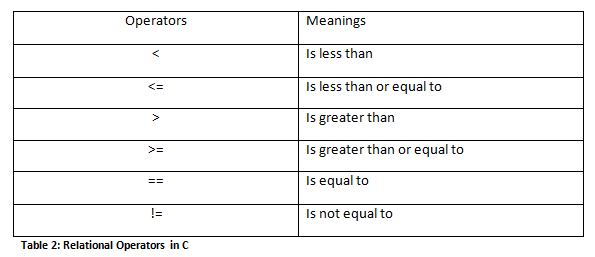 Operators Meanings
< Is less than
<= Is less than or equal to
> Is greater than
>= Is greater than or equal to
== Is equal to
!= Is not equal to
Table 2: Relational Operators in C